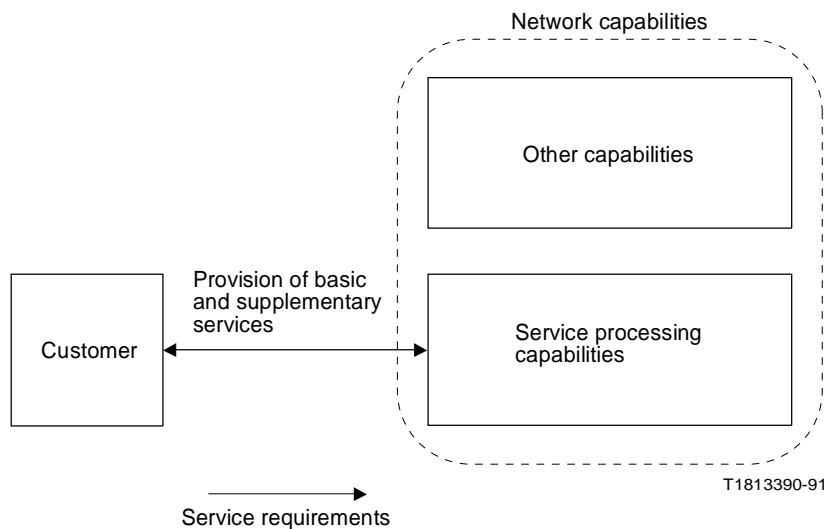 Network capabilities
Other capabilities
Provision of basic
and supplementary
services
Customer
Service processing
capabilities
T1813390-91
Service requirements